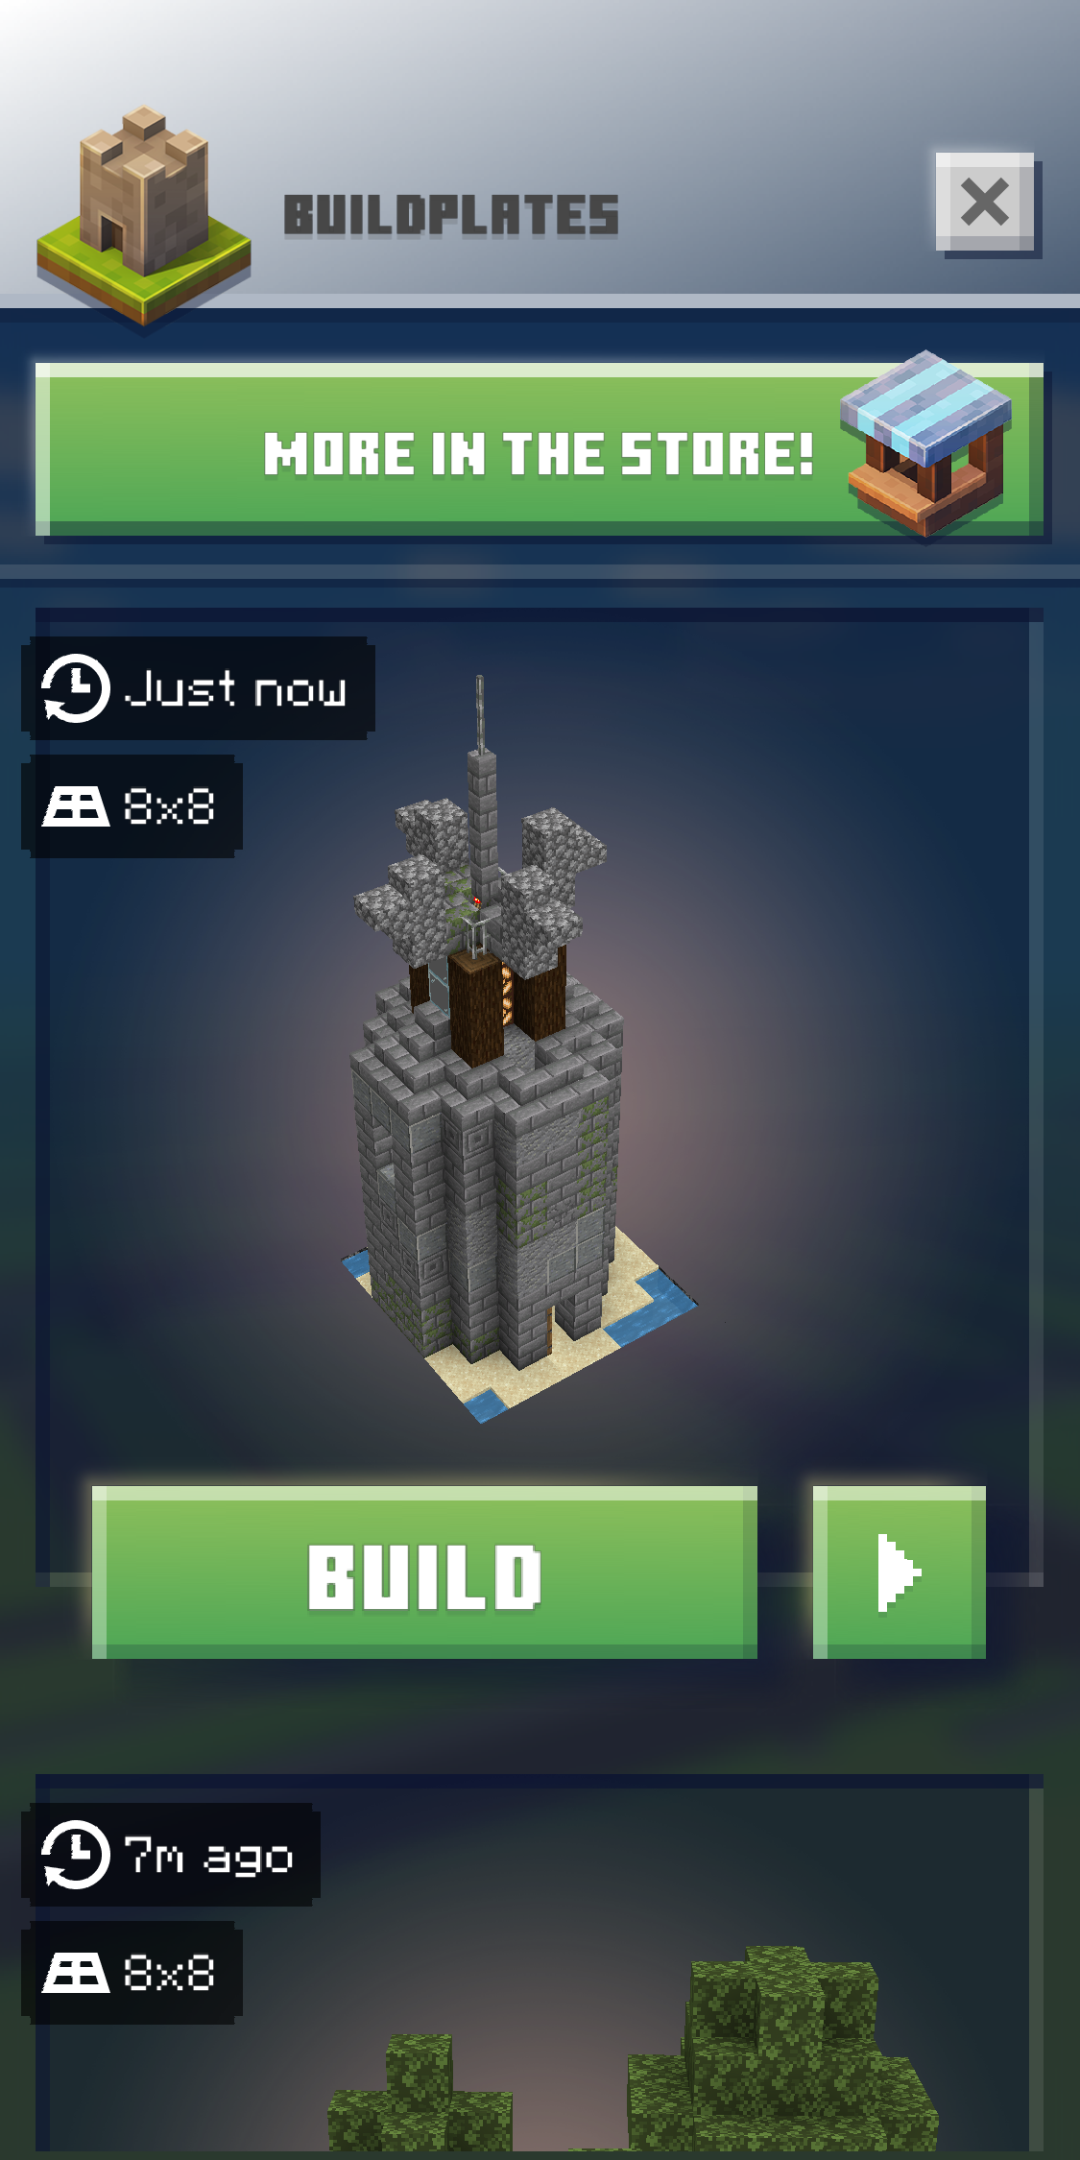 BUILDPLATES
MORE IN THE STORE!
Just now
8x8
BUILD
7m ago
8x8